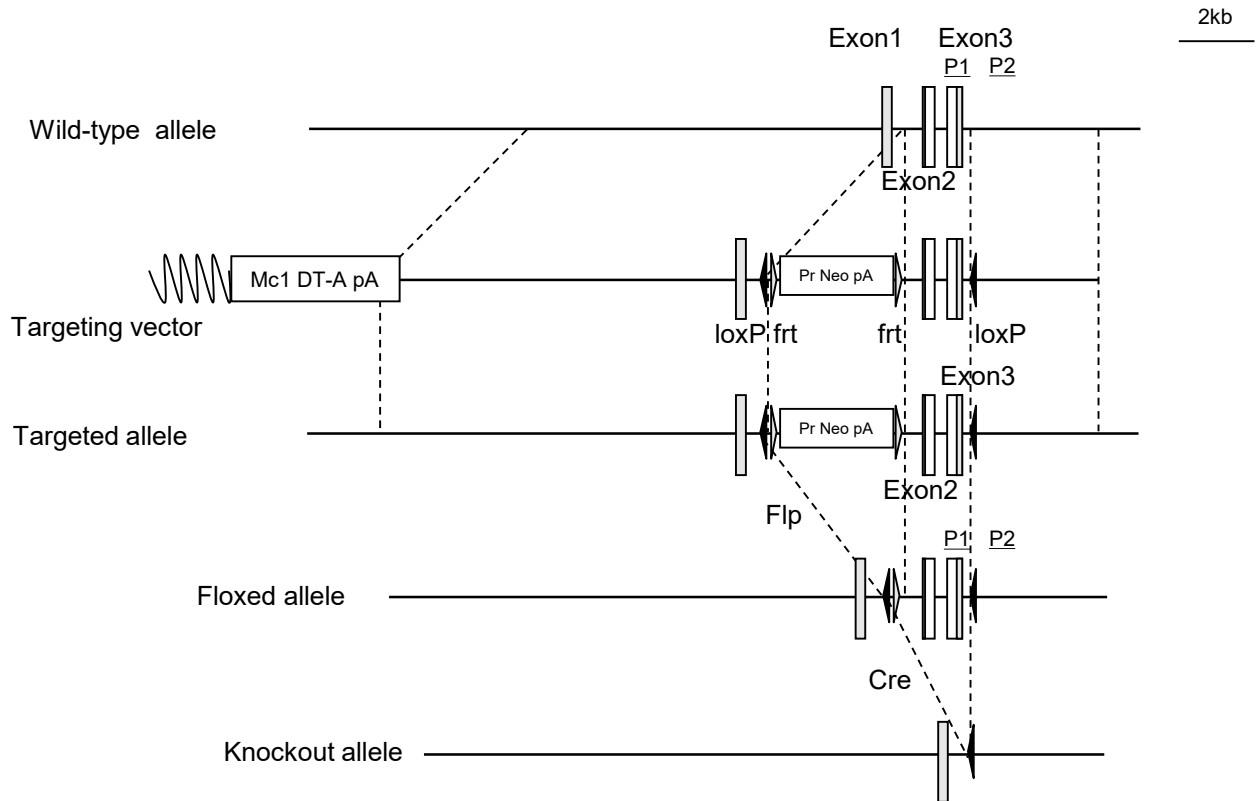 2kb
Exon1 Exon3
P1 P2
Wild-type allele
Exon2
Mc1 DT-A pA
Pr Neo pA
Targeting vector
loxP frt frt loxP
Exon3
Targeted allele
Pr Neo pA
Exon2
Flp
P1 P2
Floxed allele
Cre
Knockout allele